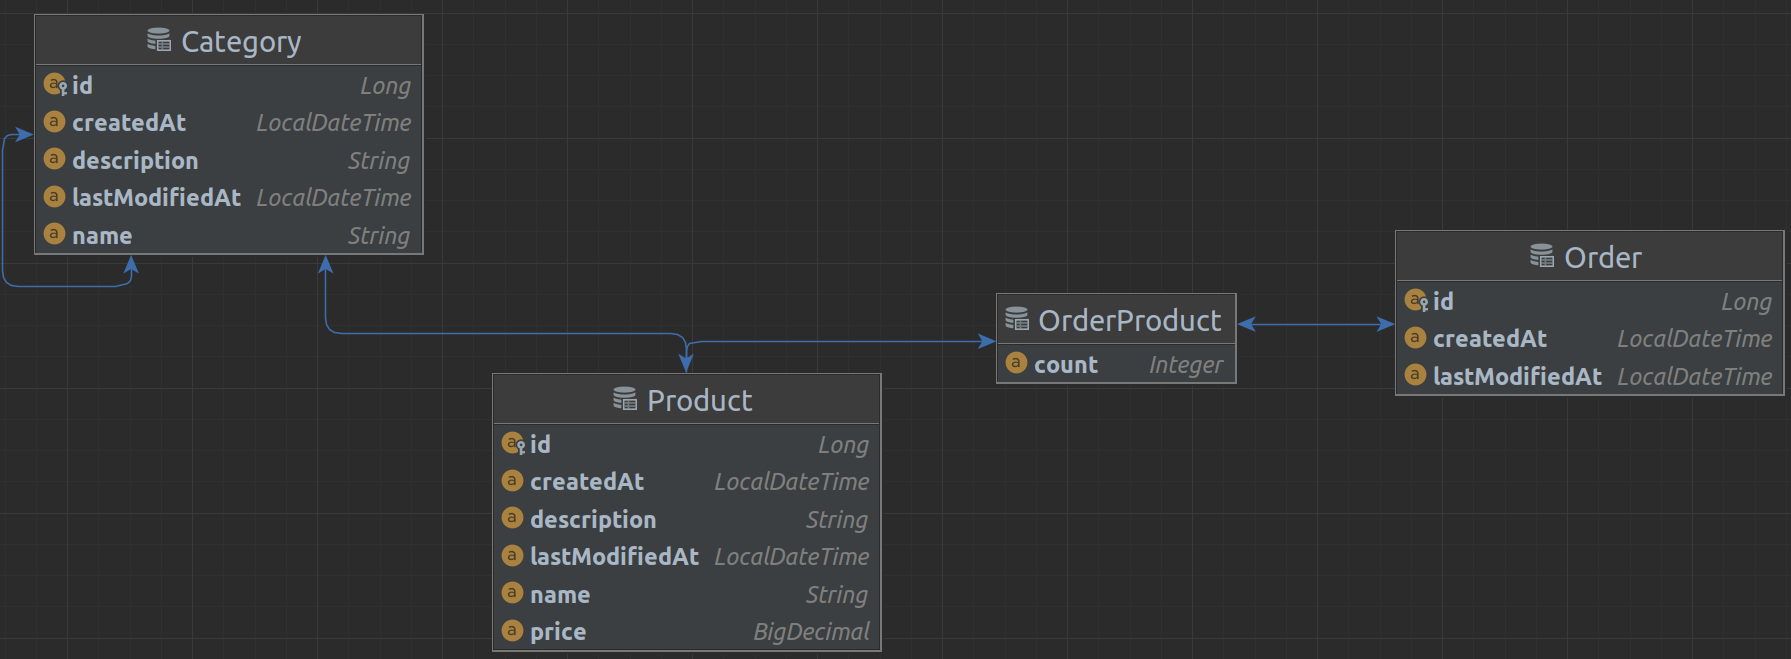 Category
id Long
createdAt LocalDateTime
description String
lastModifiedAt LocalDateTime
name String
Product
id Long
createdAt LocalDateTime
description String
lastModifiedAt LocalDateTime
name String
price BigDecimal
OrderProduct
count Integer
Order
id Long
createdAt LocalDateTime
lastModifiedAt LocalDateTime